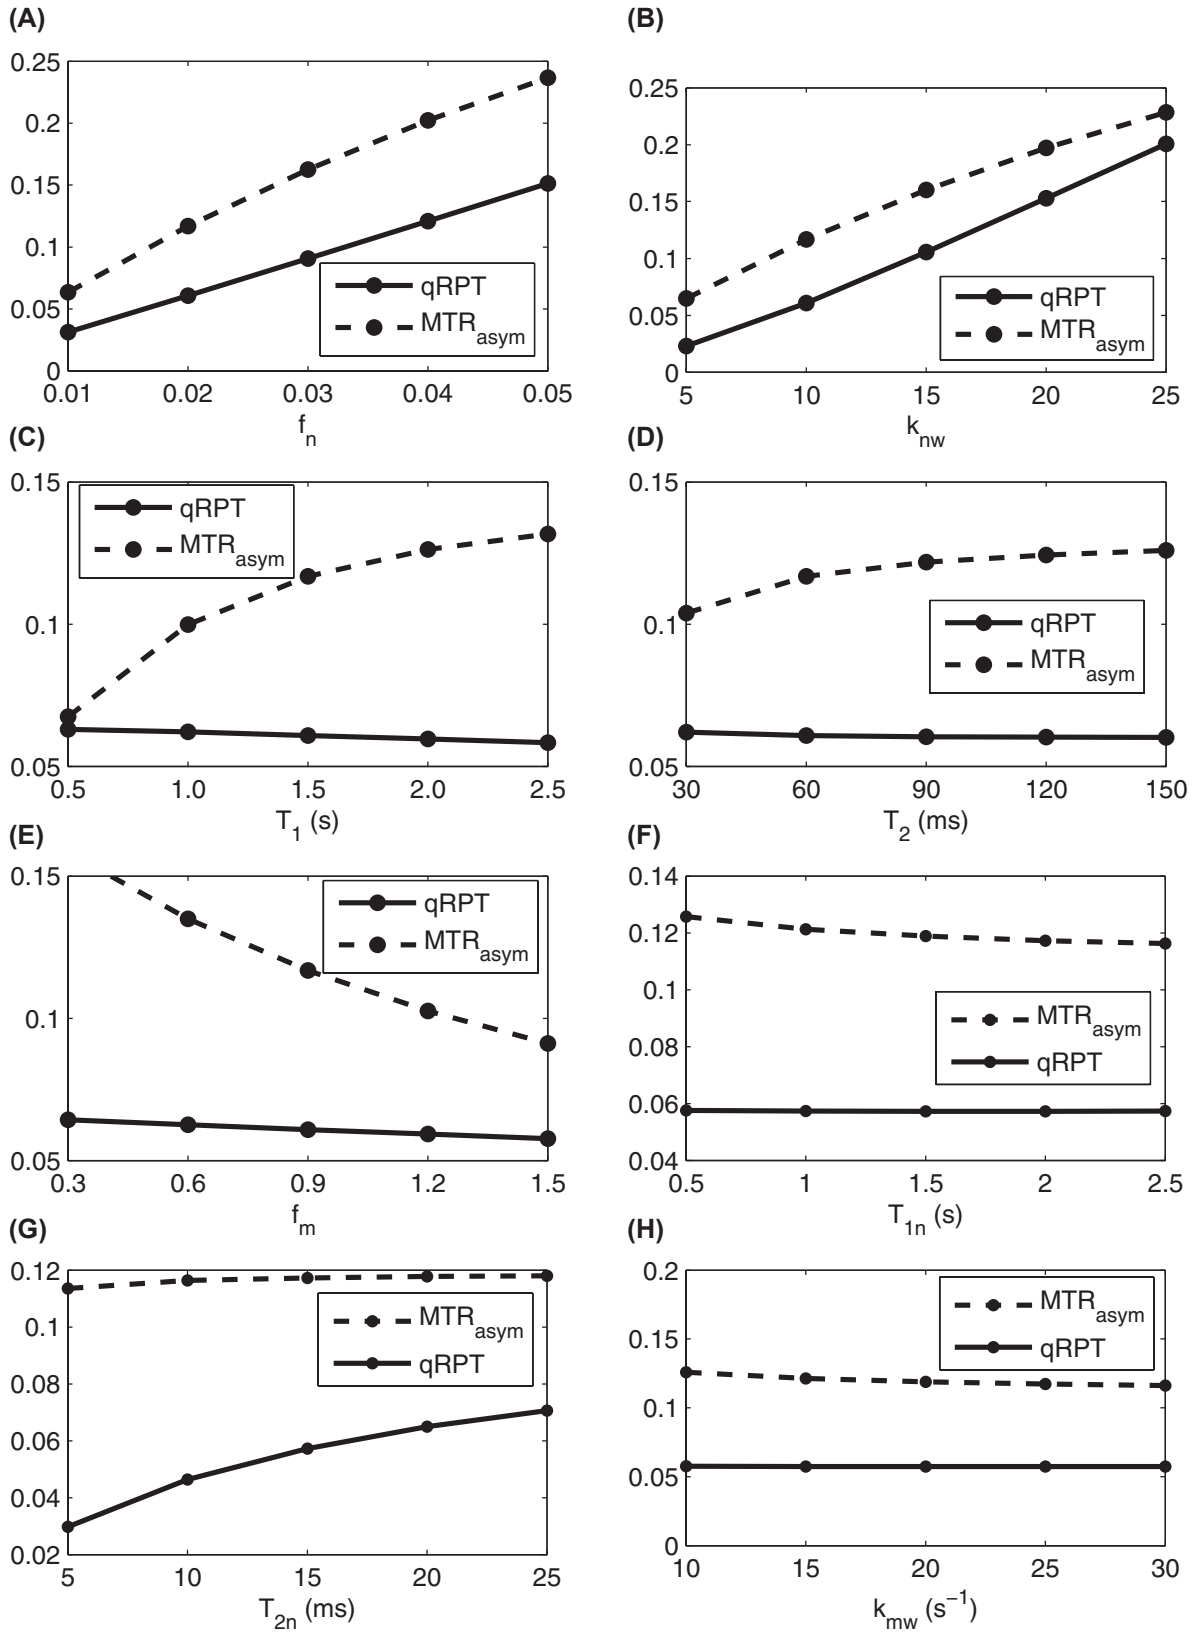 (A)
0.25
0.2
0.15
0.1
0.05
0
0.01 0.02 0.03 0.04 0.05
f_n
qRPT
MTR_asym
(B)
0.25
0.2
0.15
0.1
0.05
0
5 10 15 20 25
k_nw
qRPT
MTR_asym
(C)
0.15
0.1
0.05
0.5 1.0 1.5 2.0 2.5
T_1 (s)
qRPT
MTR_asym
(D)
0.15
0.1
0.05
30 60 90 120 150
T_2 (ms)
qRPT
MTR_asym
(E)
0.15
0.1
0.05
0.3 0.6 0.9 1.2 1.5
f_m
qRPT
MTR_asym
(F)
0.14
0.12
0.1
0.08
0.06
0.04
0.5 1 1.5 2 2.5
T_1n (s)
MTR_asym
qRPT
(G)
0.12
0.1
0.08
0.06
0.04
0.02
5 10 15 20 25
T_2n (ms)
MTR_asym
qRPT
(H)
0.2
0.15
0.1
0.05
0
10 15 20 25 30
k_mw (s⁻¹)
MTR_asym
qRPT